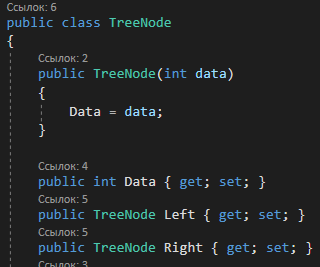 Ссылок: 6
public class TreeNode
{
Ссылок: 2
public TreeNode(int data)
{
Data = data;
}
Ссылок: 4
public int Data { get; set; }
Ссылок: 5
public TreeNode Left { get; set; }
Ссылок: 5
public TreeNode Right { get; set; }
Ссылок: 3